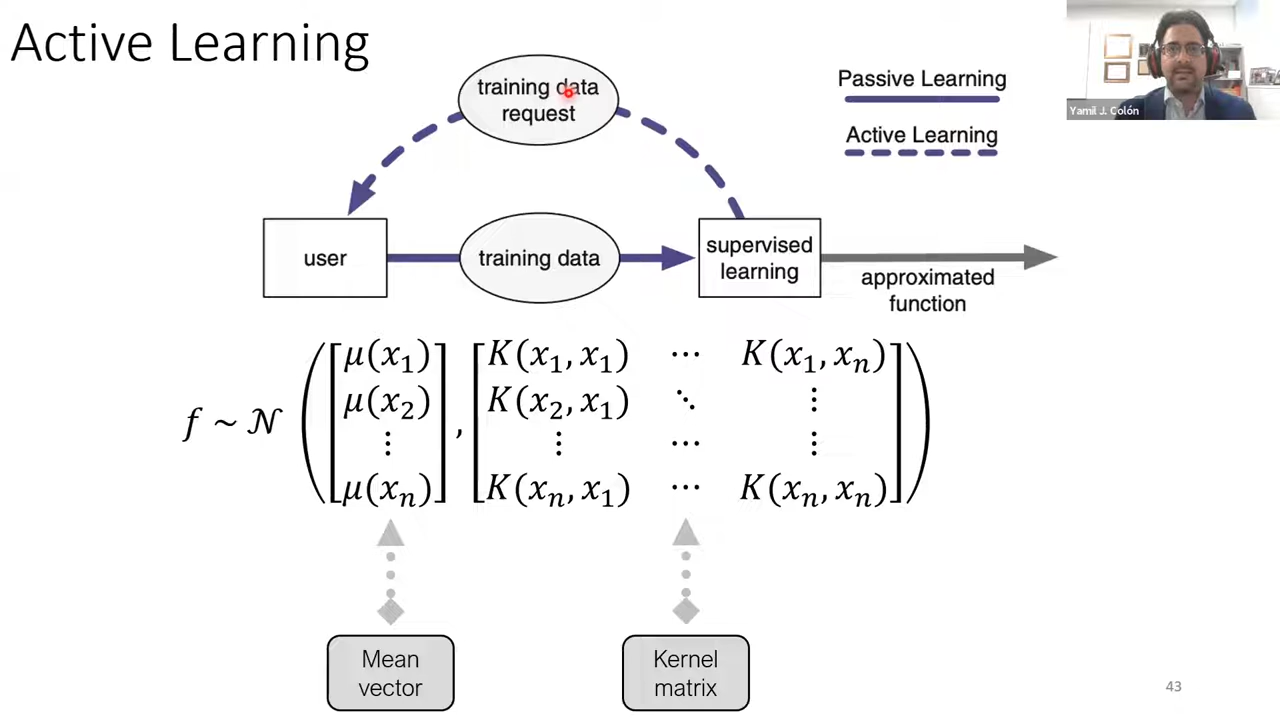 Active Learning
training data
request
Passive Learning
Active Learning
Yamil J. Colón
user
training data
supervised
learning
approximated
function
f ~ 𝒩 ( [ μ(x₁) μ(x₂) ⋮ μ(xₙ) ] , [ K(x₁, x₁) ⋯ K(x₁, xₙ)
K(x₂, x₁) ⋱ ⋮
⋮ ⋯ ⋮
K(xₙ, x₁) ⋯ K(xₙ, xₙ) ] )
Mean
vector
Kernel
matrix
43